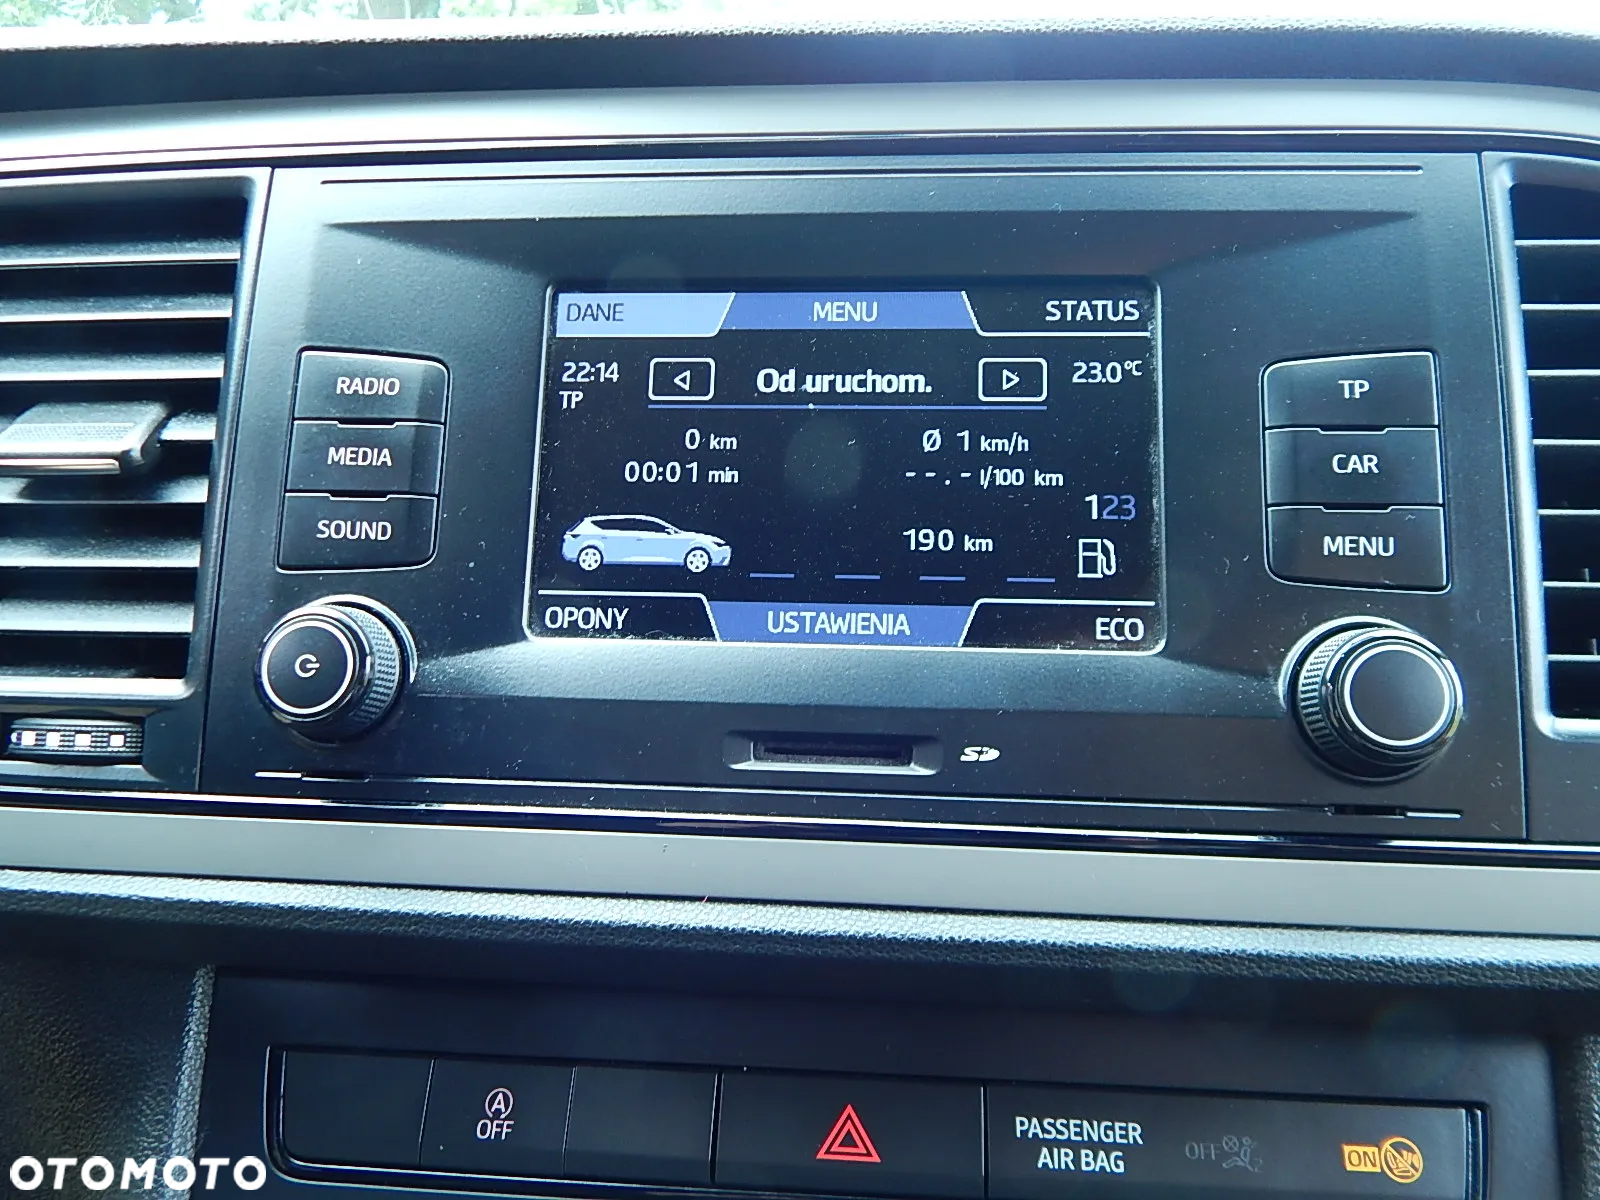 DANE MENU STATUS
22:14 Od uruchom. 23.0°C
TP
0 km Ø 1 km/h
00:01 min --.- l/100 km
123
190 km
OPONY USTAWIENIA ECO
RADIO
MEDIA
SOUND
TP
CAR
MENU
SD
A
OFF
PASSENGER
AIR BAG
OFF 2
ON
OTOMOTO